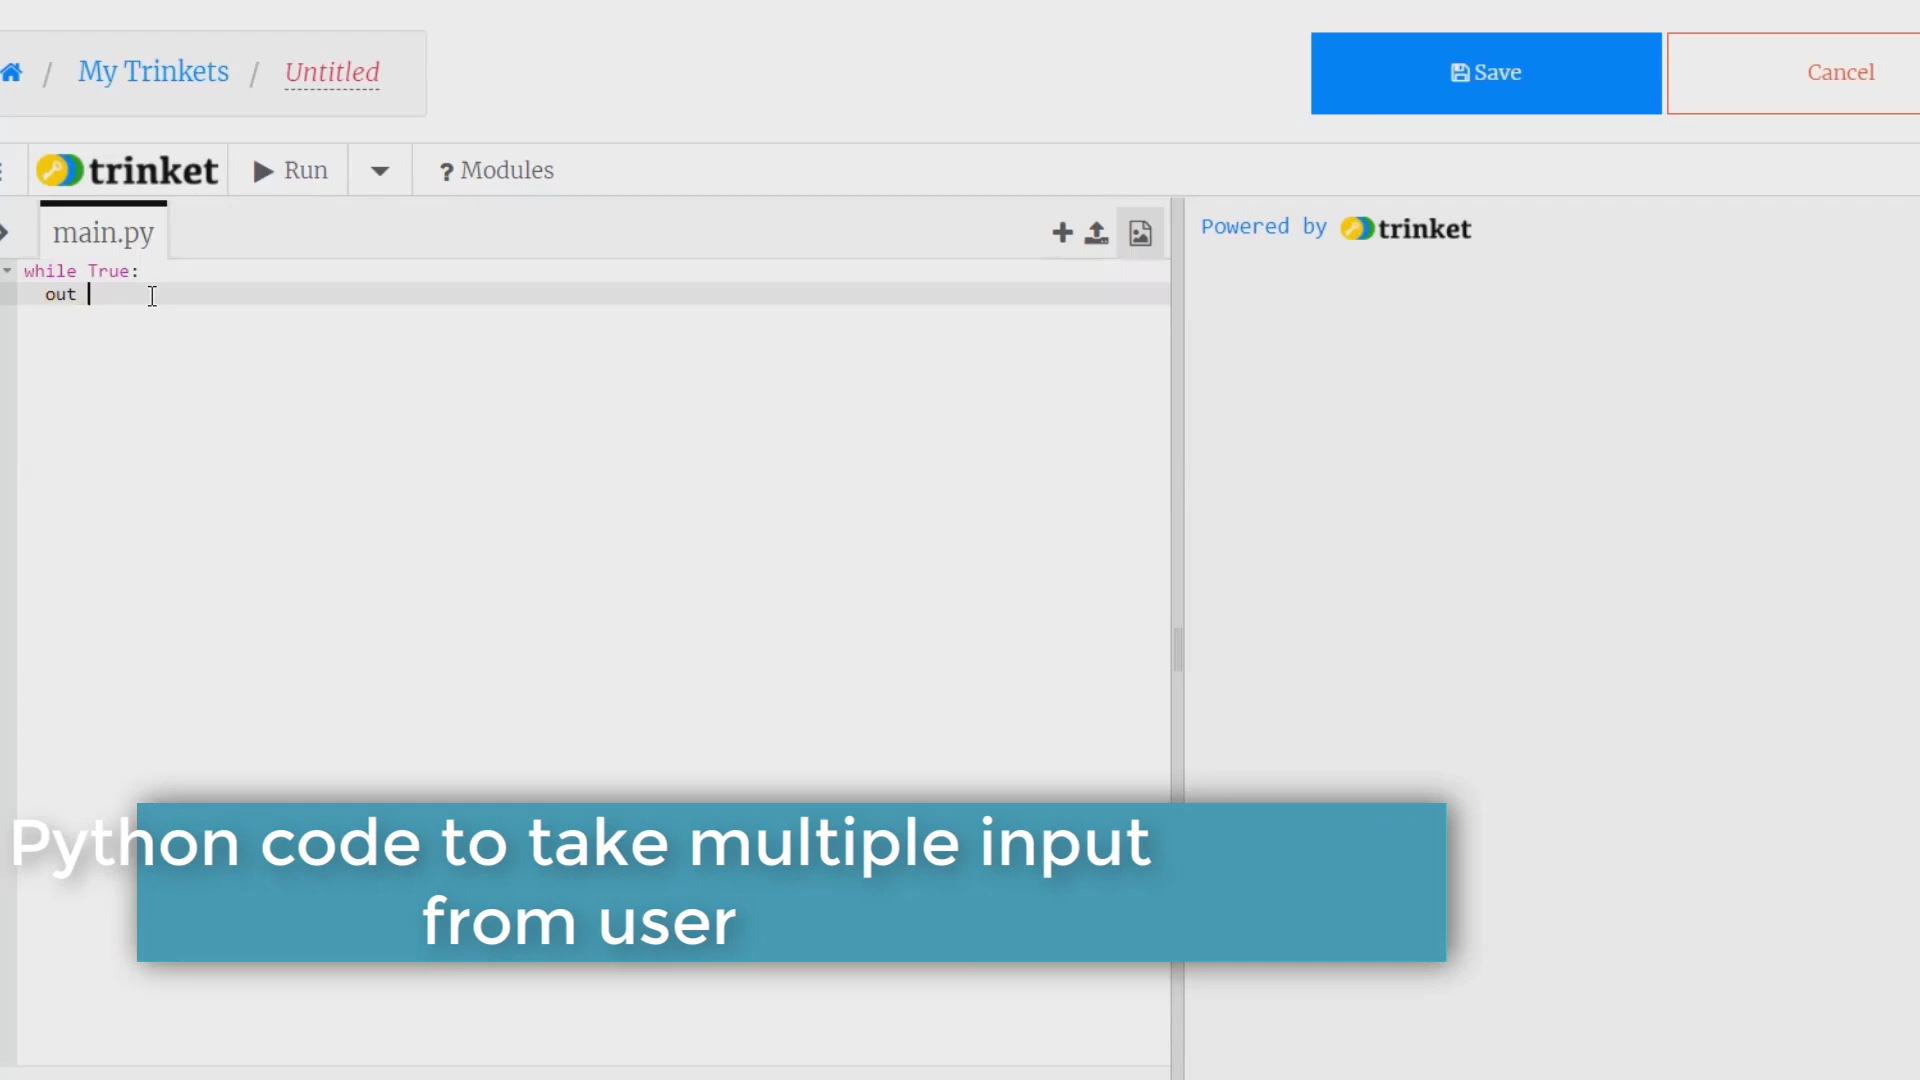 / My Trinkets / Untitled
Save
Cancel
trinket
Run
? Modules
main.py
Powered by trinket
while True:
out
Python code to take multiple input
from user